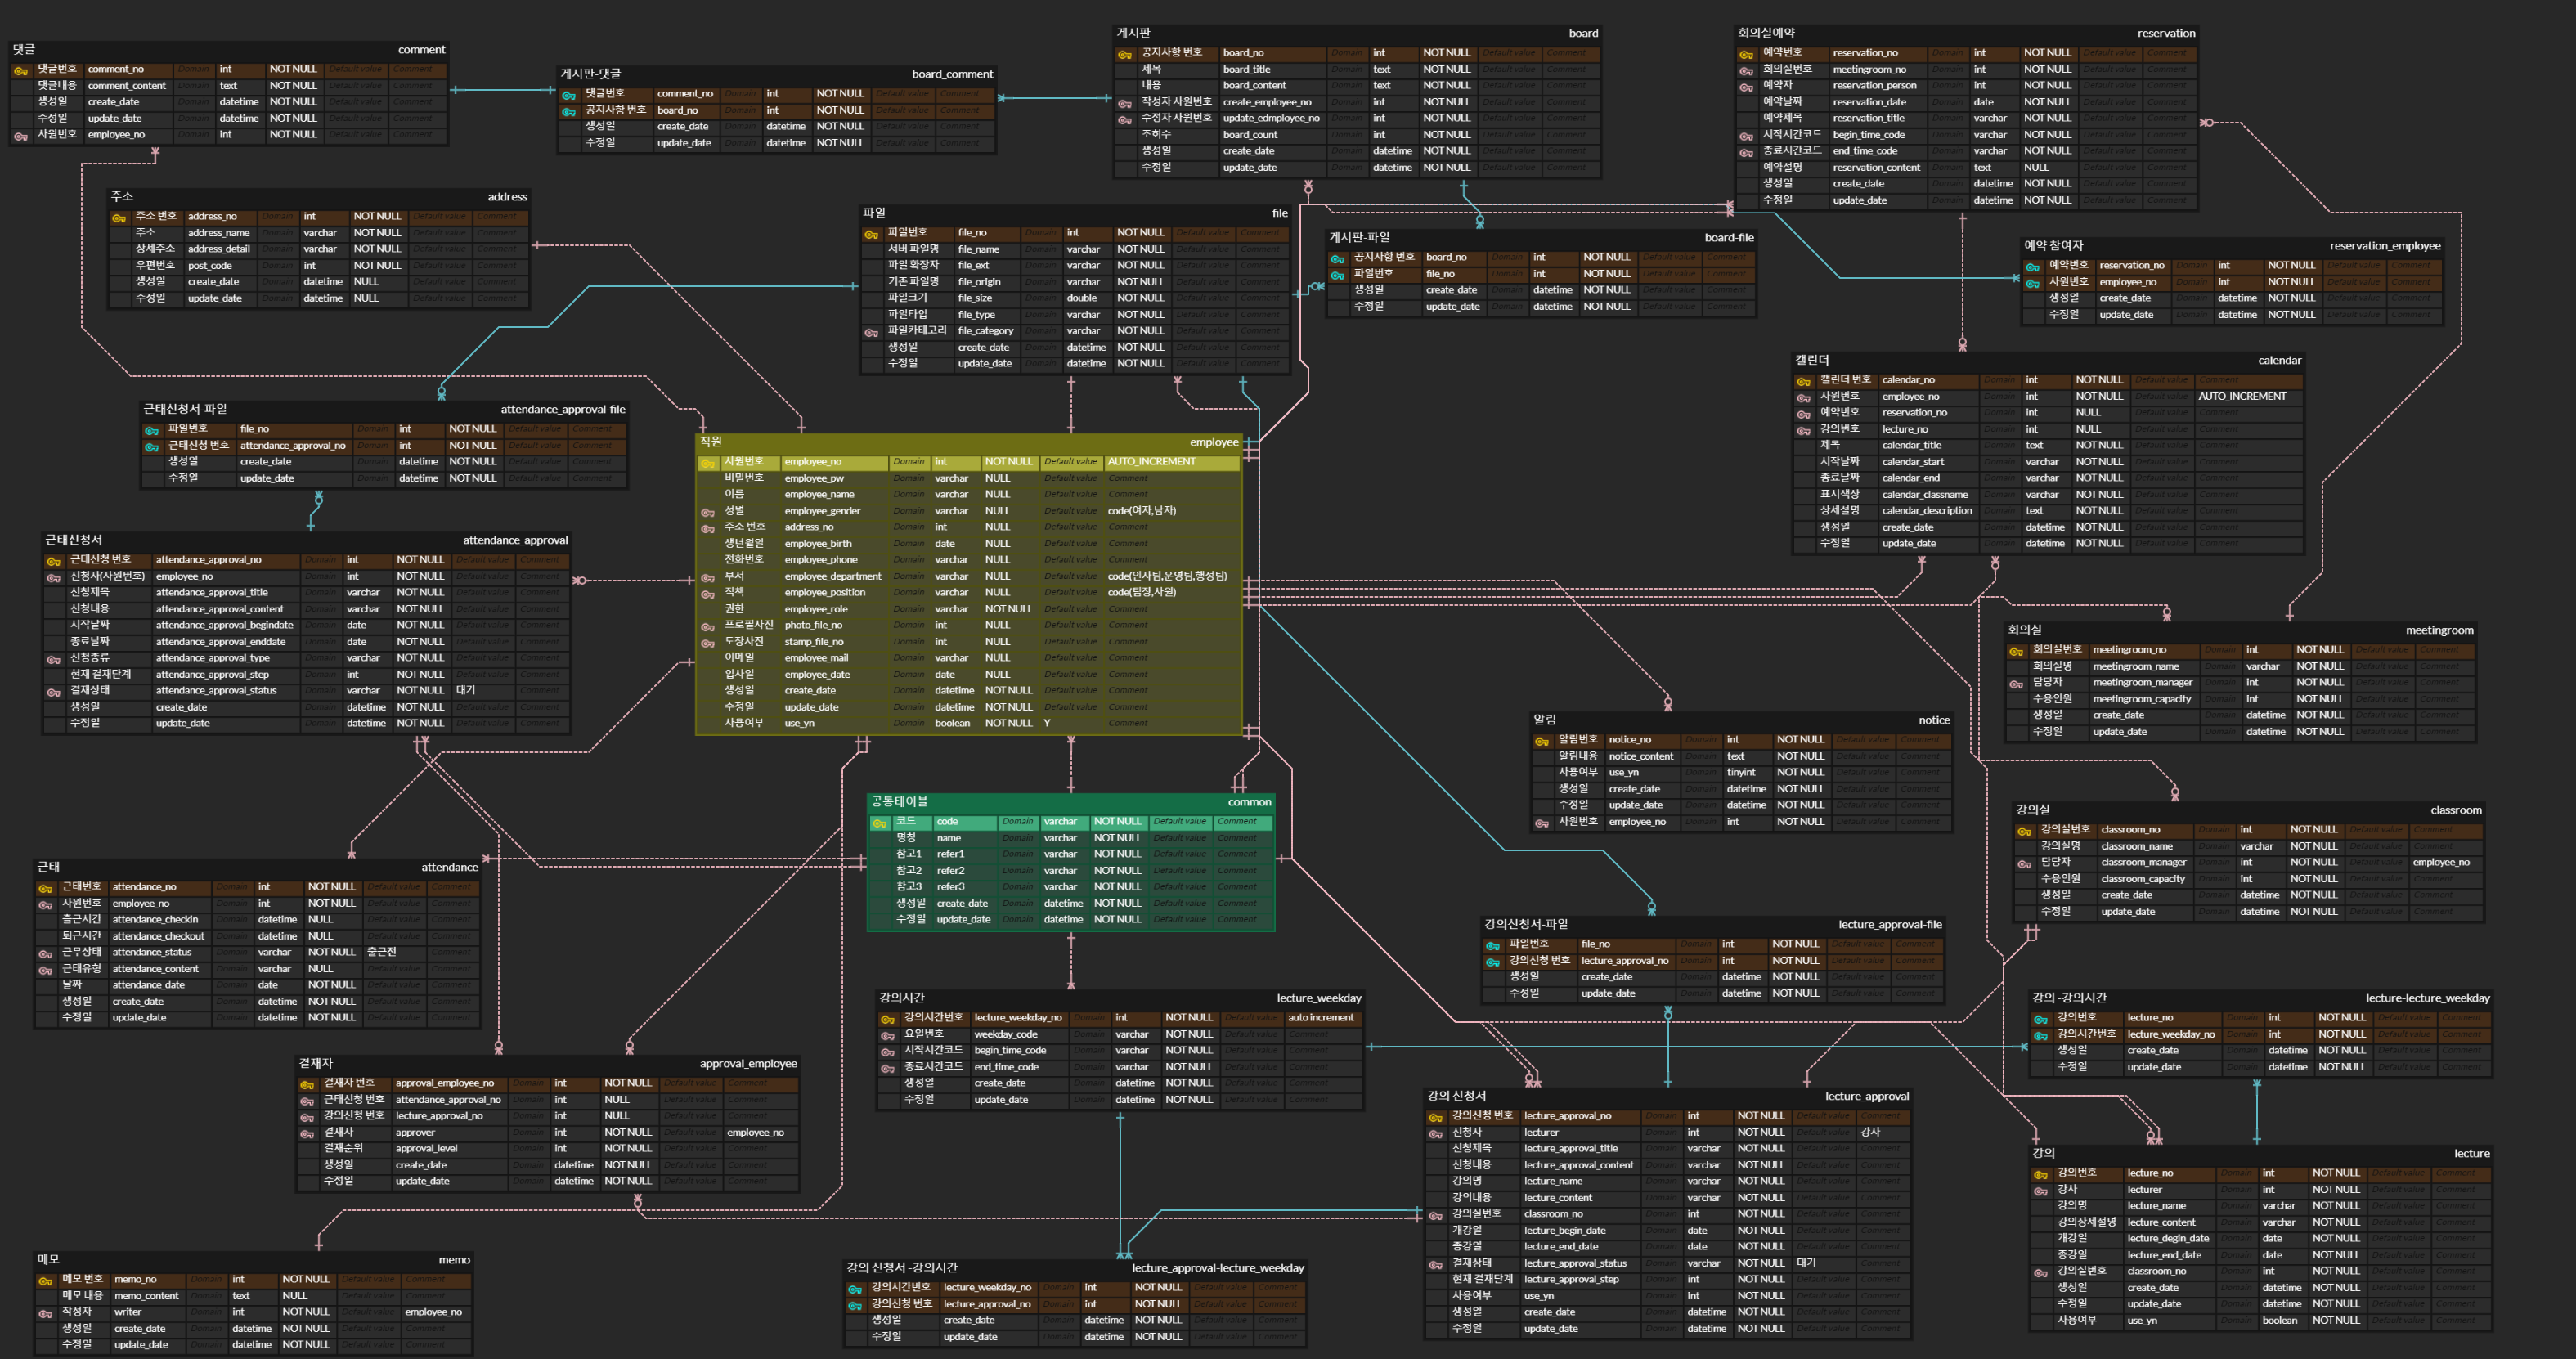 댓글 comment
댓글번호 comment_no Domain int NOT NULL Default value Comment
댓글내용 comment_content Domain text NOT NULL Default value Comment
생성일 create_date Domain datetime NOT NULL Default value Comment
수정일 update_date Domain datetime NOT NULL Default value Comment
사원번호 employee_no Domain int NOT NULL Default value Comment
게시판-댓글 board_comment
댓글번호 comment_no Domain int NOT NULL Default value Comment
공지사항 번호 board_no Domain int NOT NULL Default value Comment
생성일 create_date Domain datetime NOT NULL Default value Comment
수정일 update_date Domain datetime NOT NULL Default value Comment
게시판 board
공지사항 번호 board_no Domain int NOT NULL Default value Comment
제목 board_title Domain text NOT NULL Default value Comment
내용 board_content Domain text NOT NULL Default value Comment
작성자 사원번호 create_employee_no Domain int NOT NULL Default value Comment
수정자 사원번호 update_edmployee_no Domain int NOT NULL Default value Comment
조회수 board_count Domain int NOT NULL Default value Comment
생성일 create_date Domain datetime NOT NULL Default value Comment
수정일 update_date Domain datetime NOT NULL Default value Comment
회의실예약 reservation
예약번호 reservation_no Domain int NOT NULL Default value Comment
회의실번호 meetingroom_no Domain int NOT NULL Default value Comment
예약자 reservation_person Domain int NOT NULL Default value Comment
예약날짜 reservation_date Domain date NOT NULL Default value Comment
예약제목 reservation_title Domain varchar NOT NULL Default value Comment
시작시간코드 begin_time_code Domain varchar NOT NULL Default value Comment
종료시간코드 end_time_code Domain varchar NOT NULL Default value Comment
예약설명 reservation_content Domain text NULL Default value Comment
생성일 create_date Domain datetime NOT NULL Default value Comment
수정일 update_date Domain datetime NOT NULL Default value Comment
주소 address
주소 번호 address_no Domain int NOT NULL Default value Comment
주소 address_name Domain varchar NOT NULL Default value Comment
상세주소 address_detail Domain varchar NOT NULL Default value Comment
우편번호 post_code Domain int NOT NULL Default value Comment
생성일 create_date Domain datetime NULL Default value Comment
수정일 update_date Domain datetime NULL Default value Comment
파일 file
파일번호 file_no Domain int NOT NULL Default value Comment
서버 파일명 file_name Domain varchar NOT NULL Default value Comment
파일 확장자 file_ext Domain varchar NOT NULL Default value Comment
기존 파일명 file_origin Domain varchar NOT NULL Default value Comment
파일크기 file_size Domain double NOT NULL Default value Comment
파일타입 file_type Domain varchar NOT NULL Default value Comment
파일카테고리 file_category Domain varchar NOT NULL Default value Comment
생성일 create_date Domain datetime NOT NULL Default value Comment
수정일 update_date Domain datetime NOT NULL Default value Comment
게시판-파일 board-file
공지사항 번호 board_no Domain int NOT NULL Default value Comment
파일번호 file_no Domain int NOT NULL Default value Comment
생성일 create_date Domain datetime NOT NULL Default value Comment
수정일 update_date Domain datetime NOT NULL Default value Comment
예약 참여자 reservation_employee
예약번호 reservation_no Domain int NOT NULL Default value Comment
사원번호 employee_no Domain int NOT NULL Default value Comment
생성일 create_date Domain datetime NOT NULL Default value Comment
수정일 update_date Domain datetime NOT NULL Default value Comment
캘린더 calendar
캘린더 번호 calendar_no Domain int NOT NULL Default value Comment
사원번호 employee_no Domain int NOT NULL Default value AUTO_INCREMENT
예약번호 reservation_no Domain int NULL Default value Comment
강의번호 lecture_no Domain int NULL Default value Comment
제목 calendar_title Domain text NOT NULL Default value Comment
시작날짜 calendar_start Domain varchar NOT NULL Default value Comment
종료날짜 calendar_end Domain varchar NOT NULL Default value Comment
표시색상 calendar_classname Domain varchar NOT NULL Default value Comment
상세설명 calendar_description Domain text NOT NULL Default value Comment
생성일 create_date Domain datetime NOT NULL Default value Comment
수정일 update_date Domain datetime NOT NULL Default value Comment
근태신청서-파일 attendance_approval-file
파일번호 file_no Domain int NOT NULL Default value Comment
근태신청 번호 attendance_approval_no Domain int NOT NULL Default value Comment
생성일 create_date Domain datetime NOT NULL Default value Comment
수정일 update_date Domain datetime NOT NULL Default value Comment
직원 employee
사원번호 employee_no Domain int NOT NULL Default value AUTO_INCREMENT
비밀번호 employee_pw Domain varchar NULL Default value Comment
이름 employee_name Domain varchar NULL Default value Comment
성별 employee_gender Domain varchar NULL Default value code(여자,남자)
주소 번호 address_no Domain int NULL Default value Comment
생년월일 employee_birth Domain date NULL Default value Comment
전화번호 employee_phone Domain varchar NULL Default value Comment
부서 employee_department Domain varchar NULL Default value code(인사팀,운영팀,행정팀)
직책 employee_position Domain varchar NULL Default value code(팀장,사원)
권한 employee_role Domain varchar NOT NULL Default value Comment
프로필사진 photo_file_no Domain int NULL Default value Comment
도장사진 stamp_file_no Domain int NULL Default value Comment
이메일 employee_mail Domain varchar NULL Default value Comment
입사일 employee_date Domain date NULL Default value Comment
생성일 create_date Domain datetime NOT NULL Default value Comment
수정일 update_date Domain datetime NOT NULL Default value Comment
사용여부 use_yn Domain boolean NOT NULL Y Comment
근태신청서 attendance_approval
근태신청 번호 attendance_approval_no Domain int NOT NULL Default value Comment
신청자(사원번호) employee_no Domain int NOT NULL Default value Comment
신청제목 attendance_approval_title Domain varchar NOT NULL Default value Comment
신청내용 attendance_approval_content Domain varchar NOT NULL Default value Comment
시작날짜 attendance_approval_begindate Domain date NOT NULL Default value Comment
종료날짜 attendance_approval_enddate Domain date NOT NULL Default value Comment
신청종류 attendance_approval_type Domain varchar NOT NULL Default value Comment
현재 결재단계 attendance_approval_step Domain int NOT NULL Default value Comment
결재상태 attendance_approval_status Domain varchar NOT NULL 대기 Comment
생성일 create_date Domain datetime NOT NULL Default value Comment
수정일 update_date Domain datetime NOT NULL Default value Comment
회의실 meetingroom
회의실번호 meetingroom_no Domain int NOT NULL Default value Comment
회의실명 meetingroom_name Domain varchar NOT NULL Default value Comment
담당자 meetingroom_manager Domain int NOT NULL Default value Comment
수용인원 meetingroom_capacity Domain int NOT NULL Default value Comment
생성일 create_date Domain datetime NOT NULL Default value Comment
수정일 update_date Domain datetime NOT NULL Default value Comment
알림 notice
알림번호 notice_no Domain int NOT NULL Default value Comment
알림내용 notice_content Domain text NOT NULL Default value Comment
사용여부 use_yn Domain tinyint NOT NULL Default value Comment
생성일 create_date Domain datetime NOT NULL Default value Comment
수정일 update_date Domain datetime NOT NULL Default value Comment
사원번호 employee_no Domain int NOT NULL Default value Comment
공통테이블 common
코드 code Domain varchar NOT NULL Default value Comment
명칭 name Domain varchar NOT NULL Default value Comment
참고1 refer1 Domain varchar NOT NULL Default value Comment
참고2 refer2 Domain varchar NOT NULL Default value Comment
참고3 refer3 Domain varchar NOT NULL Default value Comment
생성일 create_date Domain datetime NOT NULL Default value Comment
수정일 update_date Domain datetime NOT NULL Default value Comment
강의실 classroom
강의실번호 classroom_no Domain int NOT NULL Default value Comment
강의실명 classroom_name Domain varchar NOT NULL Default value Comment
담당자 classroom_manager Domain int NOT NULL Default value employee_no
수용인원 classroom_capacity Domain int NOT NULL Default value Comment
생성일 create_date Domain datetime NOT NULL Default value Comment
수정일 update_date Domain datetime NOT NULL Default value Comment
근태 attendance
근태번호 attendance_no Domain int NOT NULL Default value Comment
사원번호 employee_no Domain int NOT NULL Default value Comment
출근시간 attendance_checkin Domain datetime NULL Default value Comment
퇴근시간 attendance_checkout Domain datetime NULL Default value Comment
근무상태 attendance_status Domain varchar NOT NULL 출근전 Comment
근태유형 attendance_content Domain varchar NULL Default value Comment
날짜 attendance_date Domain date NOT NULL Default value Comment
생성일 create_date Domain datetime NOT NULL Default value Comment
수정일 update_date Domain datetime NOT NULL Default value Comment
강의신청서-파일 lecture_approval-file
파일번호 file_no Domain int NOT NULL Default value Comment
강의신청 번호 lecture_approval_no Domain int NOT NULL Default value Comment
생성일 create_date Domain datetime NOT NULL Default value Comment
수정일 update_date Domain datetime NOT NULL Default value Comment
강의시간 lecture_weekday
강의시간번호 lecture_weekday_no Domain int NOT NULL Default value auto increment
요일번호 weekday_code Domain varchar NOT NULL Default value Comment
시작시간코드 begin_time_code Domain varchar NOT NULL Default value Comment
종료시간코드 end_time_code Domain varchar NOT NULL Default value Comment
생성일 create_date Domain datetime NOT NULL Default value Comment
수정일 update_date Domain datetime NOT NULL Default value Comment
강의 -강의시간 lecture-lecture_weekday
강의번호 lecture_no Domain int NOT NULL Default value Comment
강의시간번호 lecture_weekday_no Domain int NOT NULL Default value Comment
생성일 create_date Domain datetime NOT NULL Default value Comment
수정일 update_date Domain datetime NOT NULL Default value Comment
결재자 approval_employee
결재자 번호 approval_employee_no Domain int NOT NULL Default value Comment
근태신청 번호 attendance_approval_no Domain int NULL Default value Comment
강의신청 번호 lecture_approval_no Domain int NULL Default value Comment
결재자 approver Domain int NOT NULL Default value employee_no
결재순위 approval_level Domain int NOT NULL Default value Comment
생성일 create_date Domain datetime NOT NULL Default value Comment
수정일 update_date Domain datetime NOT NULL Default value Comment
강의 신청서 lecture_approval
강의신청 번호 lecture_approval_no Domain int NOT NULL Default value Comment
신청자 lecturer Domain int NOT NULL Default value 강사
신청제목 lecture_approval_title Domain varchar NOT NULL Default value Comment
신청내용 lecture_approval_content Domain varchar NOT NULL Default value Comment
강의명 lecture_name Domain varchar NOT NULL Default value Comment
강의내용 lecture_content Domain varchar NOT NULL Default value Comment
강의실번호 classroom_no Domain int NOT NULL Default value Comment
개강일 lecture_begin_date Domain date NOT NULL Default value Comment
종강일 lecture_end_date Domain date NOT NULL Default value Comment
결재상태 lecture_approval_status Domain varchar NOT NULL 대기 Comment
현재 결재단계 lecture_approval_step Domain int NOT NULL Default value Comment
사용여부 use_yn Domain int NOT NULL Default value Comment
생성일 create_date Domain datetime NOT NULL Default value Comment
수정일 update_date Domain datetime NOT NULL Default value Comment
강의 lecture
강의번호 lecture_no Domain int NOT NULL Default value Comment
강사 lecturer Domain int NOT NULL Default value Comment
강의명 lecture_name Domain varchar NOT NULL Default value Comment
강의상세설명 lecture_content Domain varchar NOT NULL Default value Comment
개강일 lecture_degin_date Domain date NOT NULL Default value Comment
종강일 lecture_end_date Domain date NOT NULL Default value Comment
강의실번호 classroom_no Domain int NOT NULL Default value Comment
생성일 create_date Domain datetime NOT NULL Default value Comment
수정일 update_date Domain datetime NOT NULL Default value Comment
사용여부 use_yn Domain boolean NOT NULL Default value Comment
메모 memo
메모 번호 memo_no Domain int NOT NULL Default value Comment
메모 내용 memo_content Domain text NULL Default value Comment
작성자 writer Domain int NOT NULL Default value employee_no
생성일 create_date Domain datetime NOT NULL Default value Comment
수정일 update_date Domain datetime NOT NULL Default value Comment
강의 신청서 -강의시간 lecture_approval-lecture_weekday
강의시간번호 lecture_weekday_no Domain int NOT NULL Default value Comment
강의신청 번호 lecture_approval_no Domain int NOT NULL Default value Comment
생성일 create_date Domain datetime NOT NULL Default value Comment
수정일 update_date Domain datetime NOT NULL Default value Comment